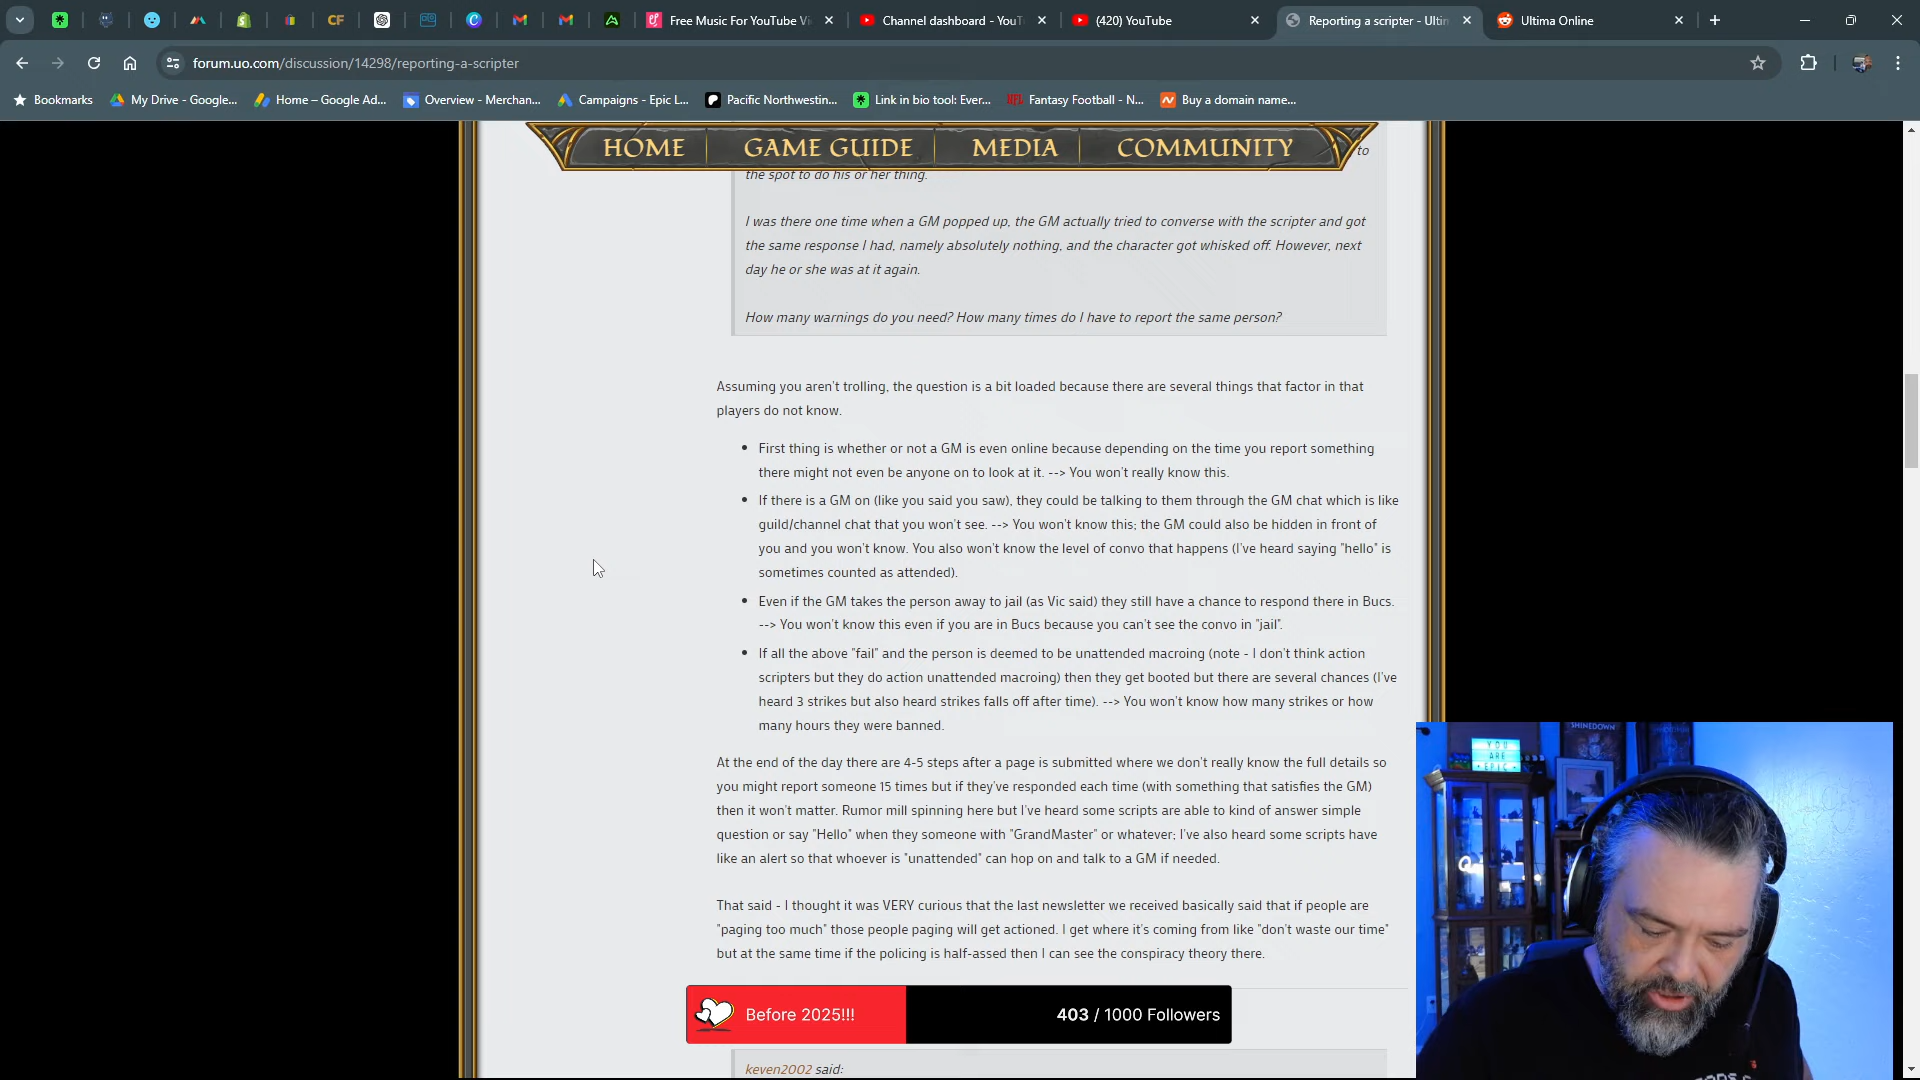 CF
Free Music For YouTube Vi
Channel dashboard - YouT
(420) YouTube
Reporting a scripter - Ultim
Ultima Online
forum.uo.com/discussion/14298/reporting-a-scripter
Bookmarks
My Drive - Google...
Home – Google Ad...
Overview - Merchan...
Campaigns - Epic L...
Pacific Northwestin...
Link in bio tool: Ever...
Fantasy Football - N...
Buy a domain name...
HOME
GAME GUIDE
MEDIA
COMMUNITY
to
the spot to do his or her thing.
I was there one time when a GM popped up, the GM actually tried to converse with the scripter and got
the same response I had, namely absolutely nothing, and the character got whisked off. However, next
day he or she was at it again.
How many warnings do you need? How many times do I have to report the same person?
Assuming you aren't trolling, the question is a bit loaded because there are several things that factor in that
players do not know.
First thing is whether or not a GM is even online because depending on the time you report something
there might not even be anyone on to look at it. --> You won't really know this.
If there is a GM on (like you said you saw), they could be talking to them through the GM chat which is like
guild/channel chat that you won't see. --> You won't know this; the GM could also be hidden in front of
you and you won't know. You also won't know the level of convo that happens (I've heard saying "hello" is
sometimes counted as attended).
Even if the GM takes the person away to jail (as Vic said) they still have a chance to respond there in Bucs.
--> You won't know this even if you are in Bucs because you can't see the convo in "jail".
If all the above "fail" and the person is deemed to be unattended macroing (note - I don't think action
scripters but they do action unattended macroing) then they get booted but there are several chances (I've
heard 3 strikes but also heard strikes falls off after time). --> You won't know how many strikes or how
many hours they were banned.
At the end of the day there are 4-5 steps after a page is submitted where we don't really know the full details so
you might report someone 15 times but if they've responded each time (with something that satisfies the GM)
then it won't matter. Rumor mill spinning here but I've heard some scripts are able to kind of answer simple
question or say "Hello" when they someone with "GrandMaster" or whatever; I've also heard some scripts have
like an alert so that whoever is "unattended" can hop on and talk to a GM if needed.
That said - I thought it was VERY curious that the last newsletter we received basically said that if people are
"paging too much" those people paging will get actioned. I get where it's coming from like "don't waste our time"
but at the same time if the policing is half-assed then I can see the conspiracy theory there.
Before 2025!!!
403 / 1000 Followers
keven2002 said:
SHINEDOWN
YOU
ARE
EPIC